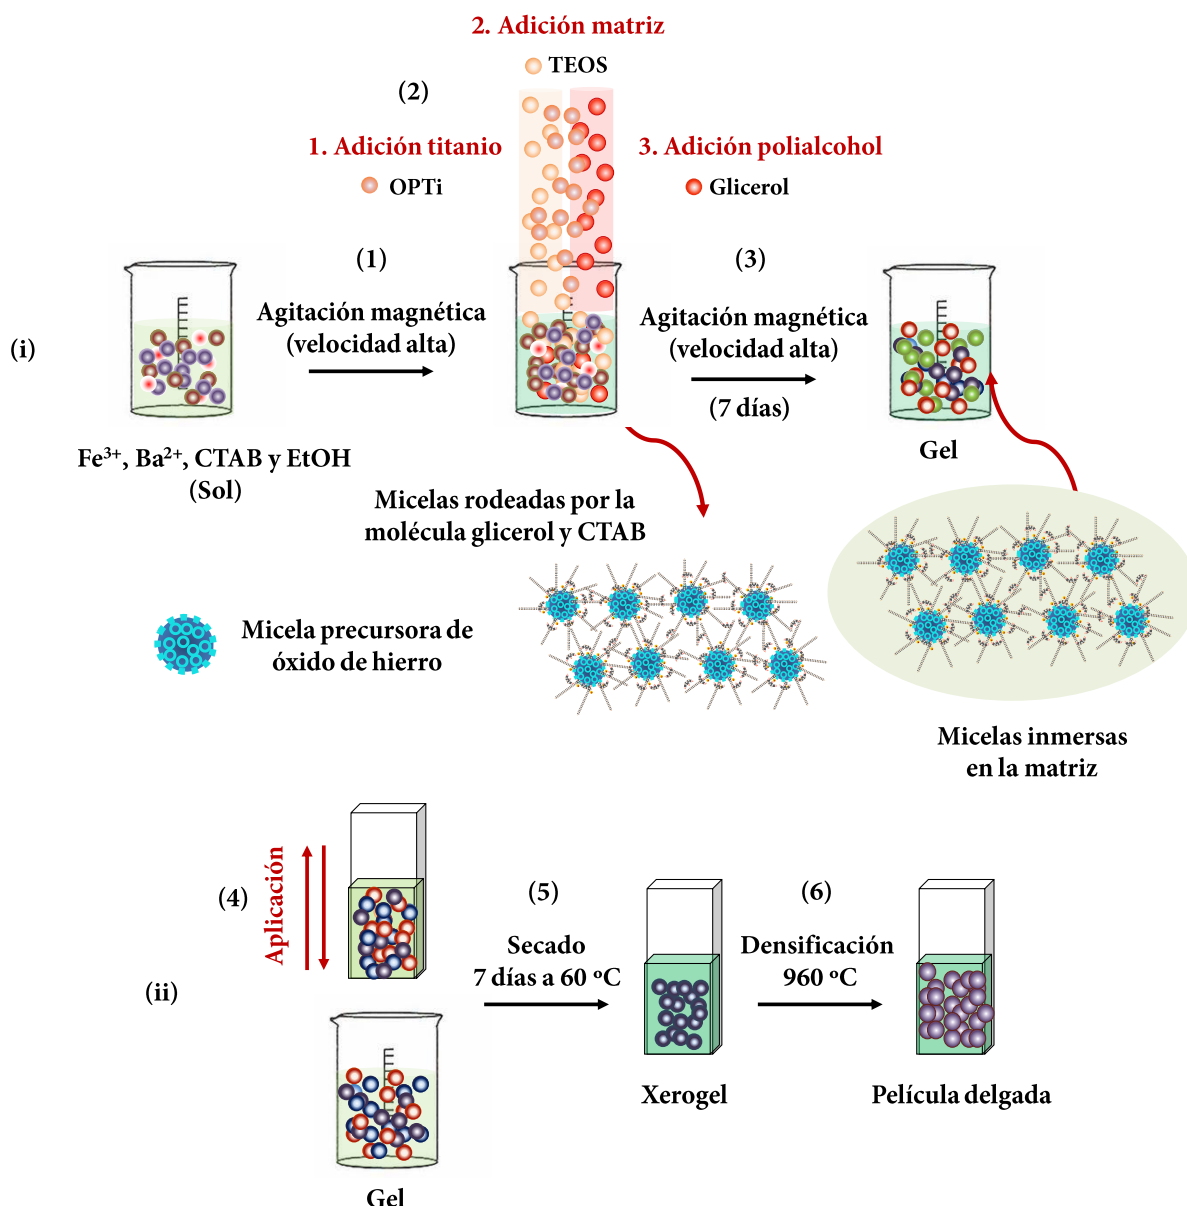 2. Adición matriz
TEOS
(2)
1. Adición titanio
OPTi
3. Adición polialcohol
Glicerol
(i)
(1)
Agitación magnética
(velocidad alta)
(3)
Agitación magnética
(velocidad alta)
(7 días)
Fe³⁺, Ba²⁺, CTAB y EtOH
(Sol)
Gel
Micelas rodeadas por la
molécula glicerol y CTAB
Micela precursora de
óxido de hierro
Micelas inmersas
en la matriz
(ii)
(4)
Aplicación
Gel
(5)
Secado
7 días a 60 ºC
Xerogel
(6)
Densificación
960 ºC
Película delgada